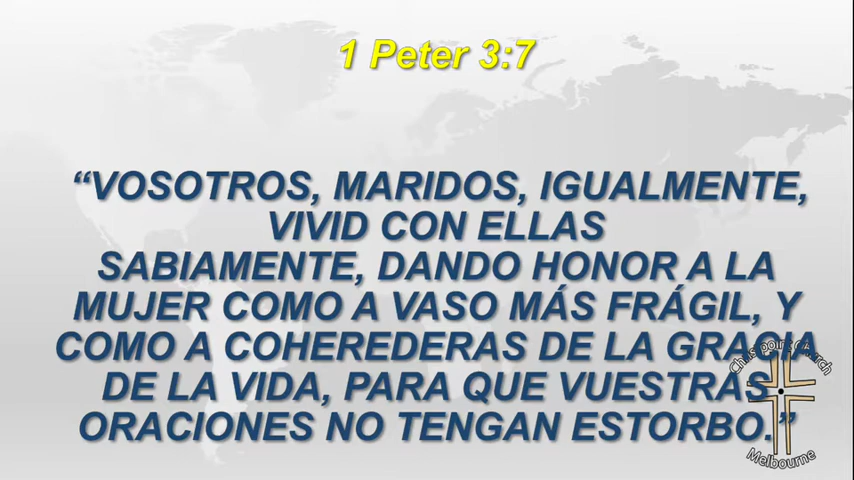 1 Peter 3:7
“VOSOTROS, MARIDOS, IGUALMENTE,
VIVID CON ELLAS
SABIAMENTE, DANDO HONOR A LA
MUJER COMO A VASO MÁS FRÁGIL, Y
COMO A COHEREDERAS DE LA GRACIA
DE LA VIDA, PARA QUE VUESTRAS
ORACIONES NO TENGAN ESTORBO.”
Church
Melbourne